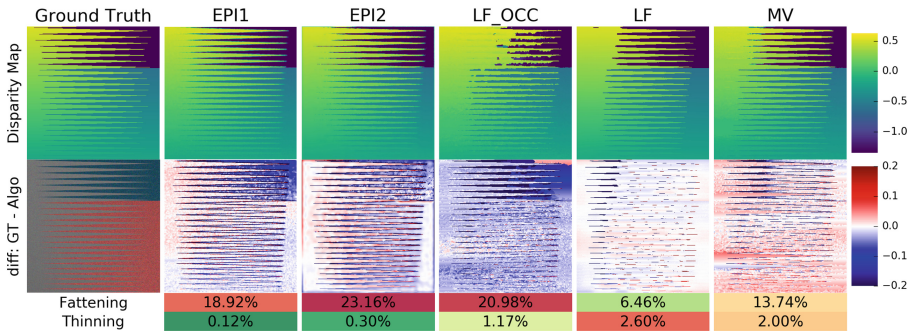 Ground Truth EPI1 EPI2 LF_OCC LF MV
Disparity Map
0.5
0.0
−0.5
−1.0
diff: GT - Algo
0.2
0.1
0.0
−0.1
−0.2
Fattening 18.92% 23.16% 20.98% 6.46% 13.74%
Thinning 0.12% 0.30% 1.17% 2.60% 2.00%